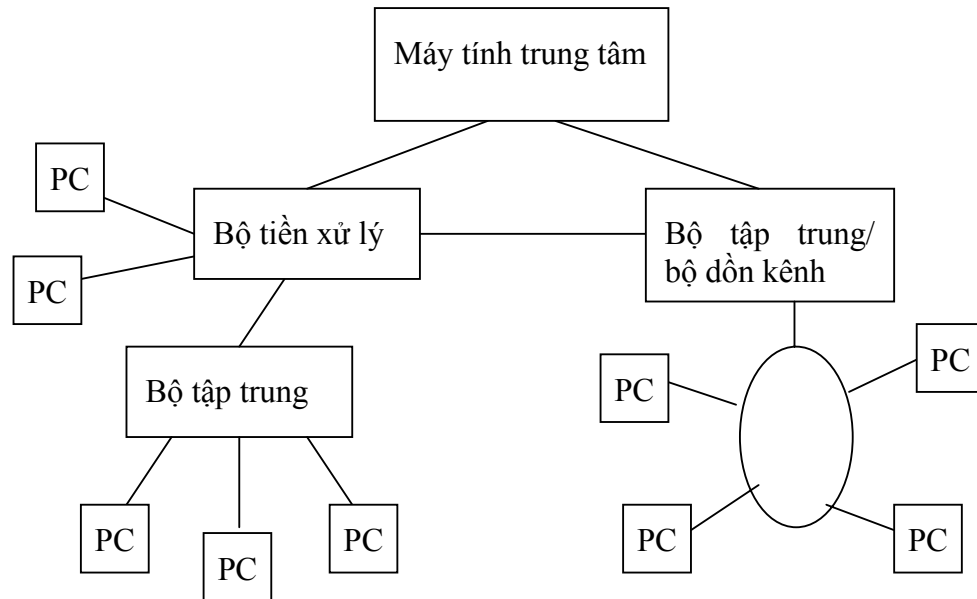 Máy tính trung tâm
PC
Bộ tiền xử lý
Bộ tập trung/
bộ dồn kênh
PC
PC
PC
Bộ tập trung
PC
PC
PC
PC
PC
PC